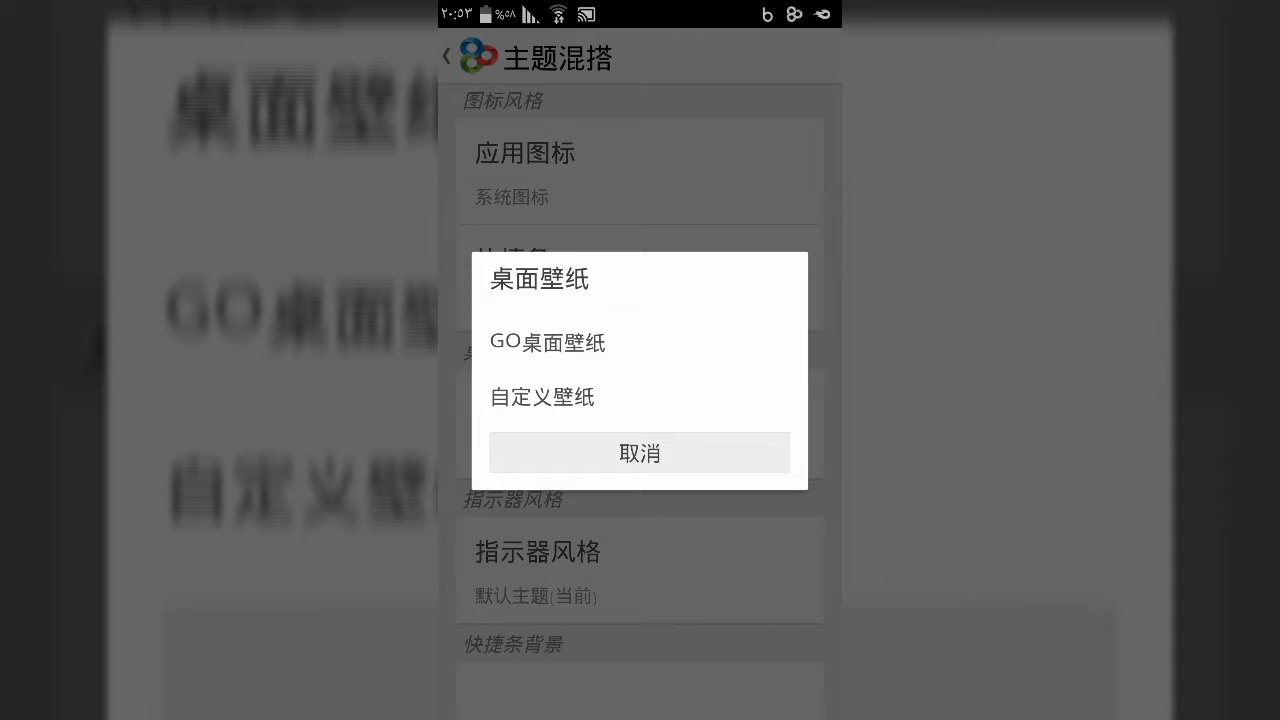 ٢٠:٥٣ %٥٨
主题混搭
图标风格
应用图标
系统图标
桌面壁纸
GO桌面壁纸
自定义壁纸
取消
指示器风格
指示器风格
默认主题(当前)
快捷条背景